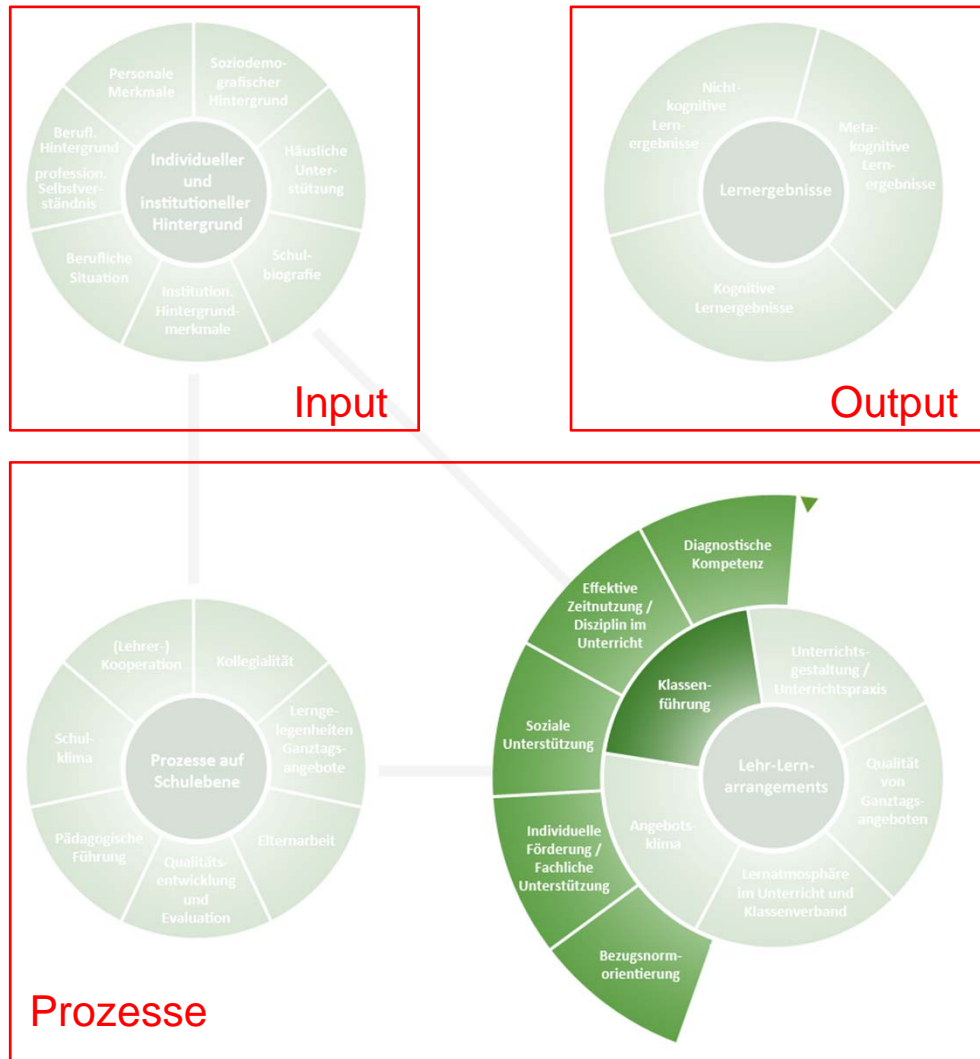 Personale
Merkmale
Soziodemo-
grafischer
Hintergrund
Berufl.
Hintergrund
profession.
Selbstver-
ständnis
Individueller
und
institutioneller
Hintergrund
Häusliche
Unter-
stützung
Berufliche
Situation
Institution.
Hintergrund-
merkmale
Schul-
biografie
Input
Nicht-
kognitive
Lern-
ergebnisse
Meta-
kognitive
Lern-
ergebnisse
Lernergebnisse
Kognitive
Lernergebnisse
Output
(Lehrer-)
Kooperation
Kollegialität
Schul-
klima
Prozesse auf
Schulebene
Lernge-
legenheiten
Ganztags-
angebote
Pädagogische
Führung
Qualitäts-
entwicklung
und
Evaluation
Elternarbeit
Diagnostische
Kompetenz
Effektive
Zeitnutzung /
Disziplin im
Unterricht
Soziale
Unterstützung
Individuelle
Förderung /
Fachliche
Unterstützung
Bezugsnorm-
orientierung
Klassen-
führung
Unterrichts-
gestaltung /
Unterrichtspraxis
Lehr-Lern-
arrangements
Qualität
von
Ganztags-
angeboten
Angebots-
klima
Lernatmosphäre
im Unterricht und
Klassenverband
Prozesse